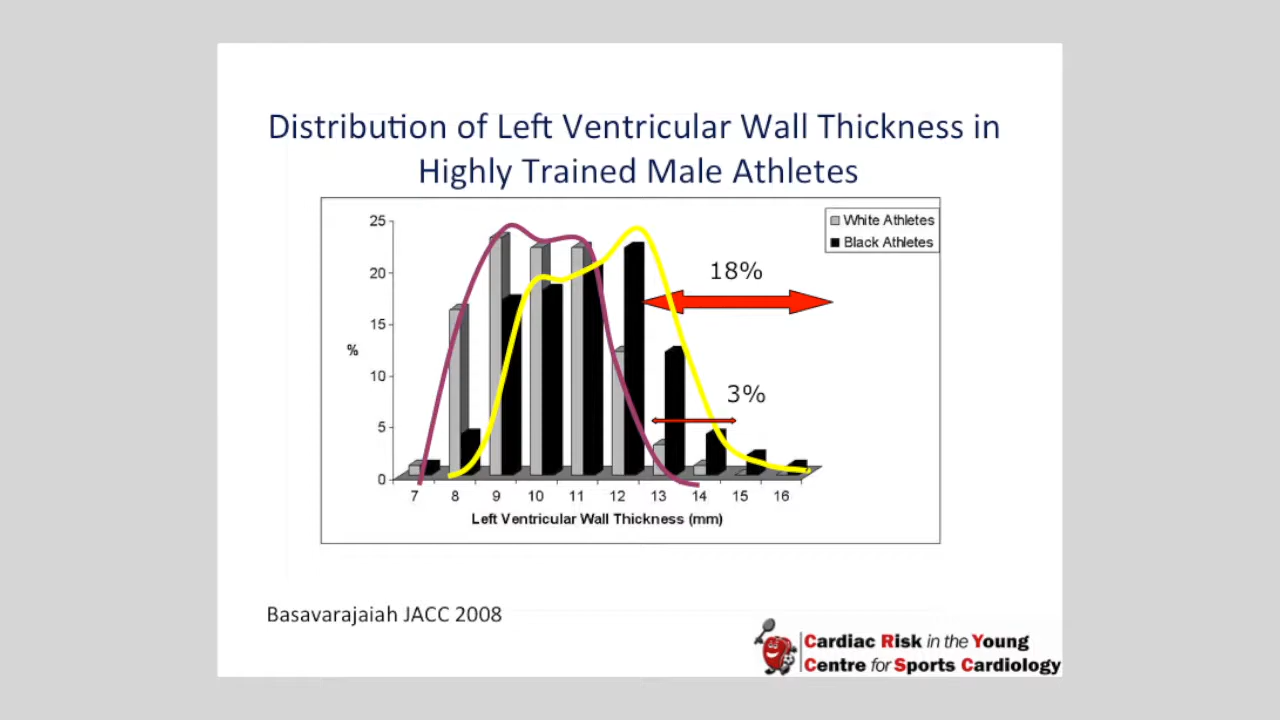 Distribution of Left Ventricular Wall Thickness in
Highly Trained Male Athletes
25
20
15
10
5
0
%
White Athletes
Black Athletes
18%
3%
7 8 9 10 11 12 13 14 15 16
Left Ventricular Wall Thickness (mm)
Basavarajaiah JACC 2008
Cardiac Risk in the Young
Centre for Sports Cardiology